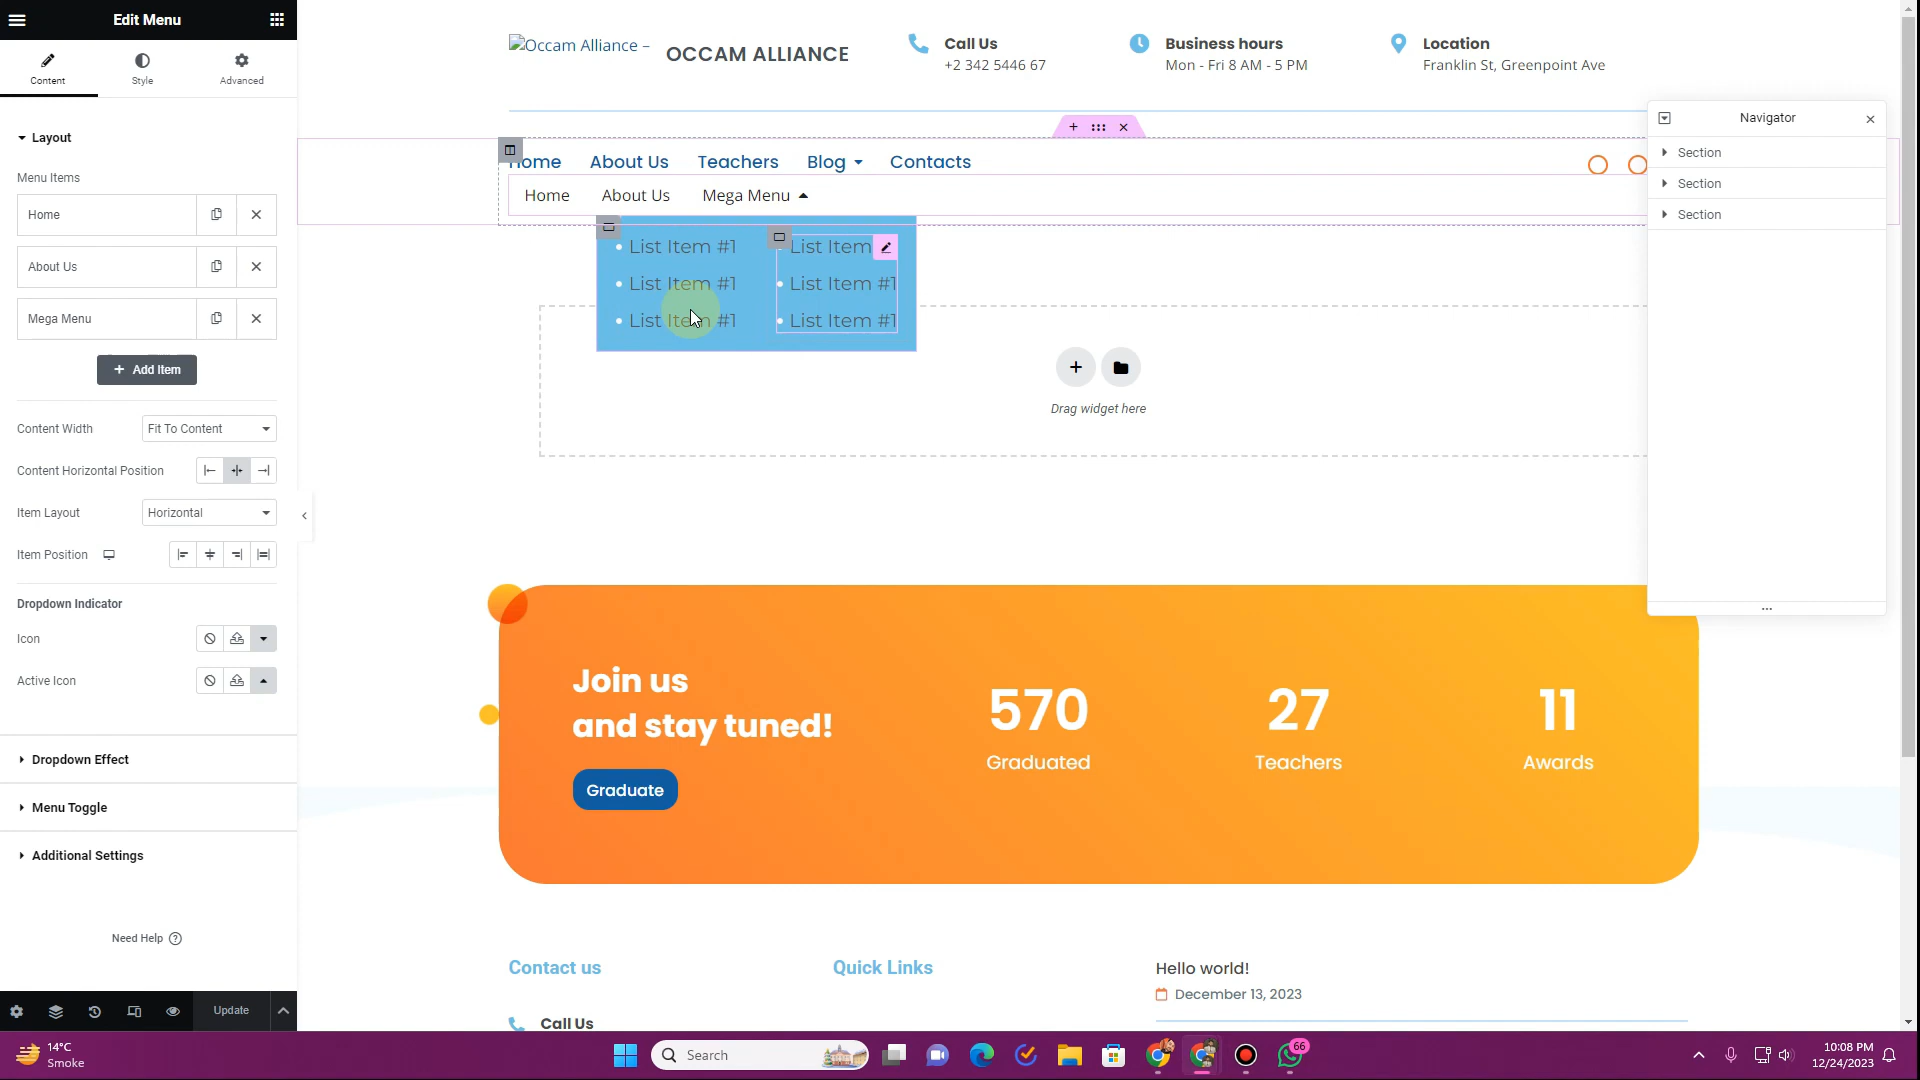 Edit Menu
Content
Style
Advanced
Layout
Menu Items
Home
About Us
Mega Menu
+ Add Item
Content Width
Fit To Content
Content Horizontal Position
Item Layout
Horizontal
Item Position
Dropdown Indicator
Icon
Active Icon
Dropdown Effect
Menu Toggle
Additional Settings
Need Help
Update
Occam Alliance –
OCCAM ALLIANCE
Call Us
+2 342 5446 67
Business hours
Mon - Fri 8 AM - 5 PM
Location
Franklin St, Greenpoint Ave
Home About Us Teachers Blog Contacts
Home About Us Mega Menu
List Item #1
List Item #1
List Item #1
List Item
List Item #1
List Item #1
Drag widget here
Navigator
Section
Section
Section
Join us
and stay tuned!
Graduate
570
Graduated
27
Teachers
11
Awards
Contact us
Call Us
Quick Links
Hello world!
December 13, 2023
14°C
Smoke
Search
66
10:08 PM
12/24/2023